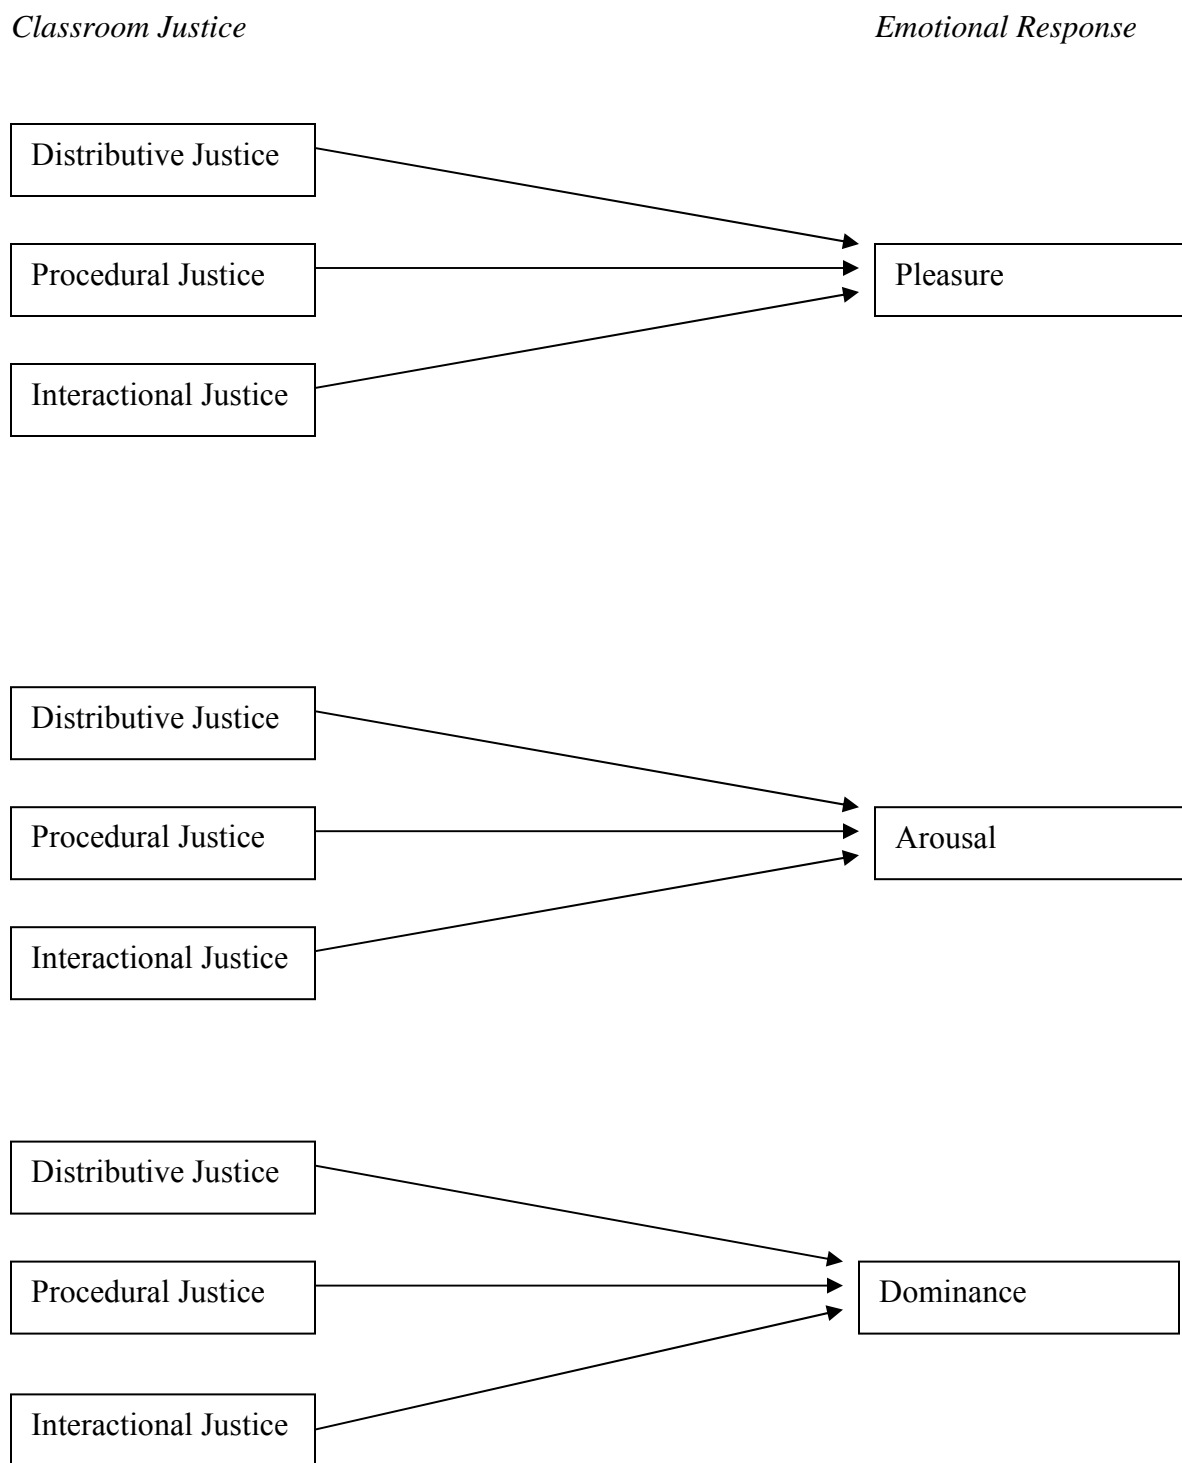 Classroom Justice
Emotional Response
Distributive Justice
Procedural Justice
Pleasure
Interactional Justice
Distributive Justice
Procedural Justice
Arousal
Interactional Justice
Distributive Justice
Procedural Justice
Dominance
Interactional Justice